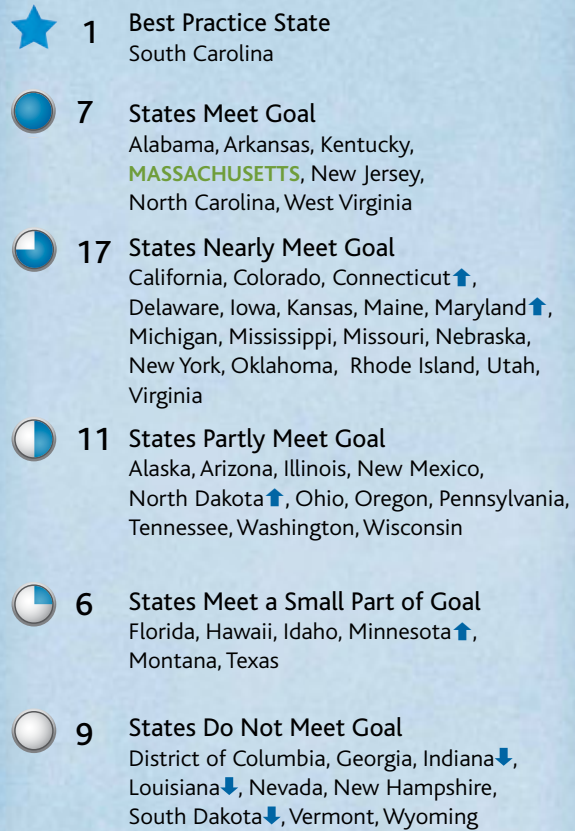 1 Best Practice State
South Carolina
7 States Meet Goal
Alabama, Arkansas, Kentucky,
MASSACHUSETTS, New Jersey,
North Carolina, West Virginia
17 States Nearly Meet Goal
California, Colorado, Connecticut⬆,
Delaware, Iowa, Kansas, Maine, Maryland⬆,
Michigan, Mississippi, Missouri, Nebraska,
New York, Oklahoma, Rhode Island, Utah,
Virginia
11 States Partly Meet Goal
Alaska, Arizona, Illinois, New Mexico,
North Dakota⬆, Ohio, Oregon, Pennsylvania,
Tennessee, Washington, Wisconsin
6 States Meet a Small Part of Goal
Florida, Hawaii, Idaho, Minnesota⬆,
Montana, Texas
9 States Do Not Meet Goal
District of Columbia, Georgia, Indiana⬇,
Louisiana⬇, Nevada, New Hampshire,
South Dakota⬇, Vermont, Wyoming